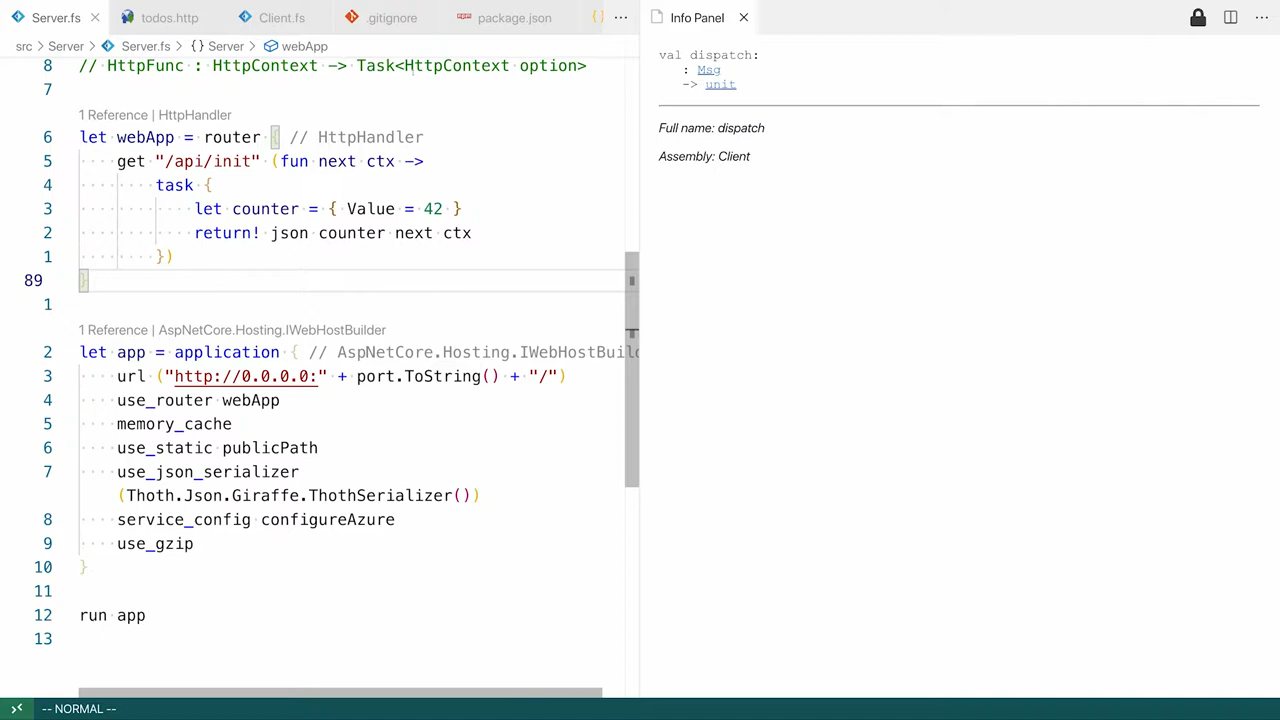 Server.fs
todos.http
Client.fs
.gitignore
package.json
Info Panel
src > Server > Server.fs > {} Server > webApp
8 // HttpFunc : HttpContext -> Task<HttpContext option>
7
1 Reference | HttpHandler
6 let webApp = router { // HttpHandler
5 get "/api/init" (fun next ctx ->
4 task {
3 let counter = { Value = 42 }
2 return! json counter next ctx
1 })
89 }
1
1 Reference | AspNetCore.Hosting.IWebHostBuilder
2 let app = application { // AspNetCore.Hosting.IWebHostBuild
3 url ("http://0.0.0.0:" + port.ToString() + "/")
4 use_router webApp
5 memory_cache
6 use_static publicPath
7 use_json_serializer
(Thoth.Json.Giraffe.ThothSerializer())
8 service_config configureAzure
9 use_gzip
10 }
11
12 run app
13
val dispatch:
: Msg
-> unit
Full name: dispatch
Assembly: Client
-- NORMAL --